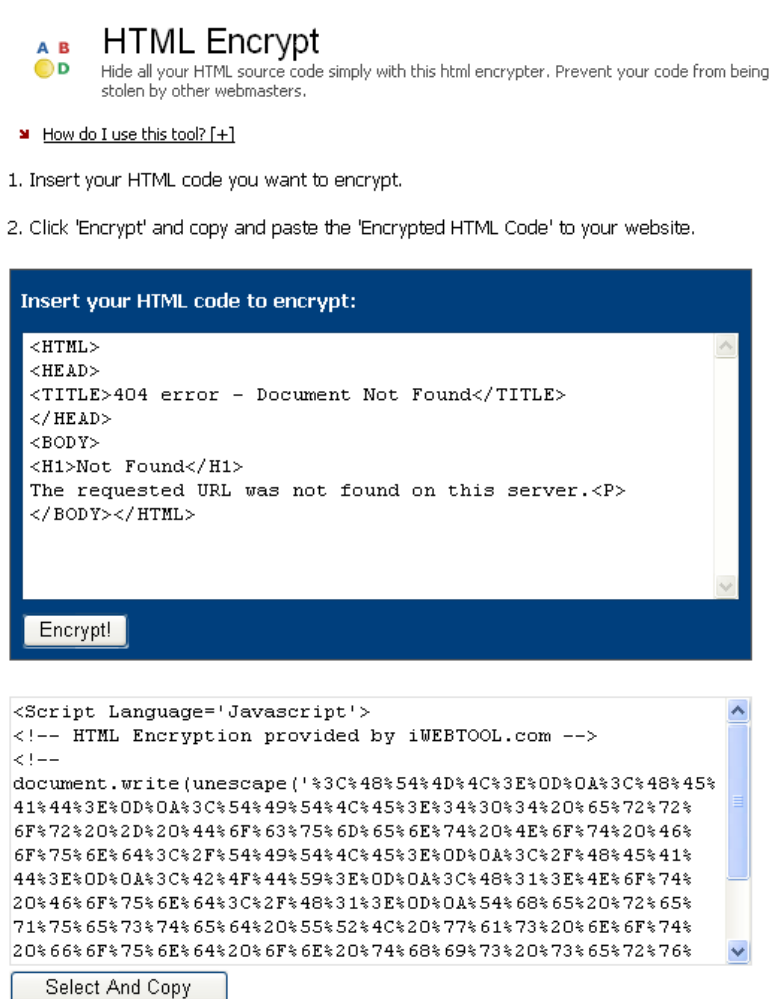 A B
D
HTML Encrypt
Hide all your HTML source code simply with this html encrypter. Prevent your code from being
stolen by other webmasters.
How do I use this tool? [+]
1. Insert your HTML code you want to encrypt.
2. Click 'Encrypt' and copy and paste the 'Encrypted HTML Code' to your website.
Insert your HTML code to encrypt:
<HTML>
<HEAD>
<TITLE>404 error - Document Not Found</TITLE>
</HEAD>
<BODY>
<H1>Not Found</H1>
The requested URL was not found on this server.<P>
</BODY></HTML>
Encrypt!
<Script Language='Javascript'>
<!-- HTML Encryption provided by iWEBTOOL.com -->
<!--
document.write(unescape('%3C%48%54%4D%4C%3E%0D%0A%3C%48%45%
41%44%3E%0D%0A%3C%54%49%54%4C%45%3E%34%30%34%20%65%72%72%
6F%72%20%2D%20%44%6F%63%75%6D%65%6E%74%20%4E%6F%74%20%46%
6F%75%6E%64%3C%2F%54%49%54%4C%45%3E%0D%0A%3C%2F%48%45%41%
44%3E%0D%0A%3C%42%4F%44%59%3E%0D%0A%3C%48%31%3E%4E%6F%74%
20%46%6F%75%6E%64%3C%2F%48%31%3E%0D%0A%54%68%65%20%72%65%
71%75%65%73%74%65%64%20%55%52%4C%20%77%61%73%20%6E%6F%74%
20%66%6F%75%6E%64%20%6F%6E%20%74%68%69%73%20%73%65%72%76%
Select And Copy